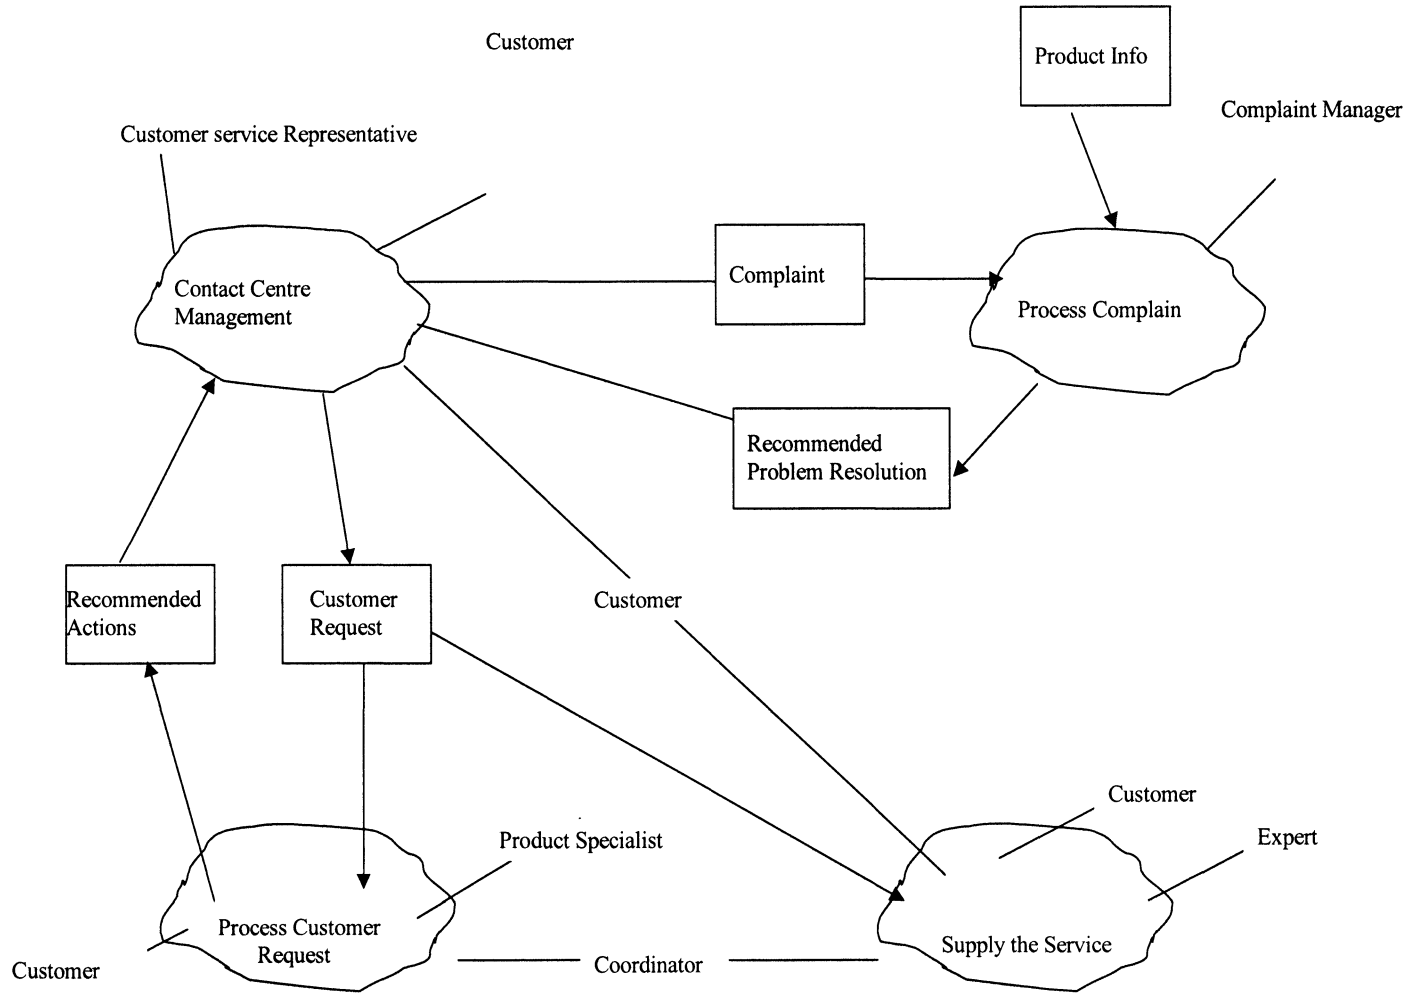 Customer
Product Info
Complaint Manager
Customer service Representative
Contact Centre
Management
Complaint
Process Complain
Recommended
Problem Resolution
Recommended
Actions
Customer
Request
Customer
Customer
Expert
Product Specialist
Process Customer
Request
Supply the Service
Coordinator
Customer